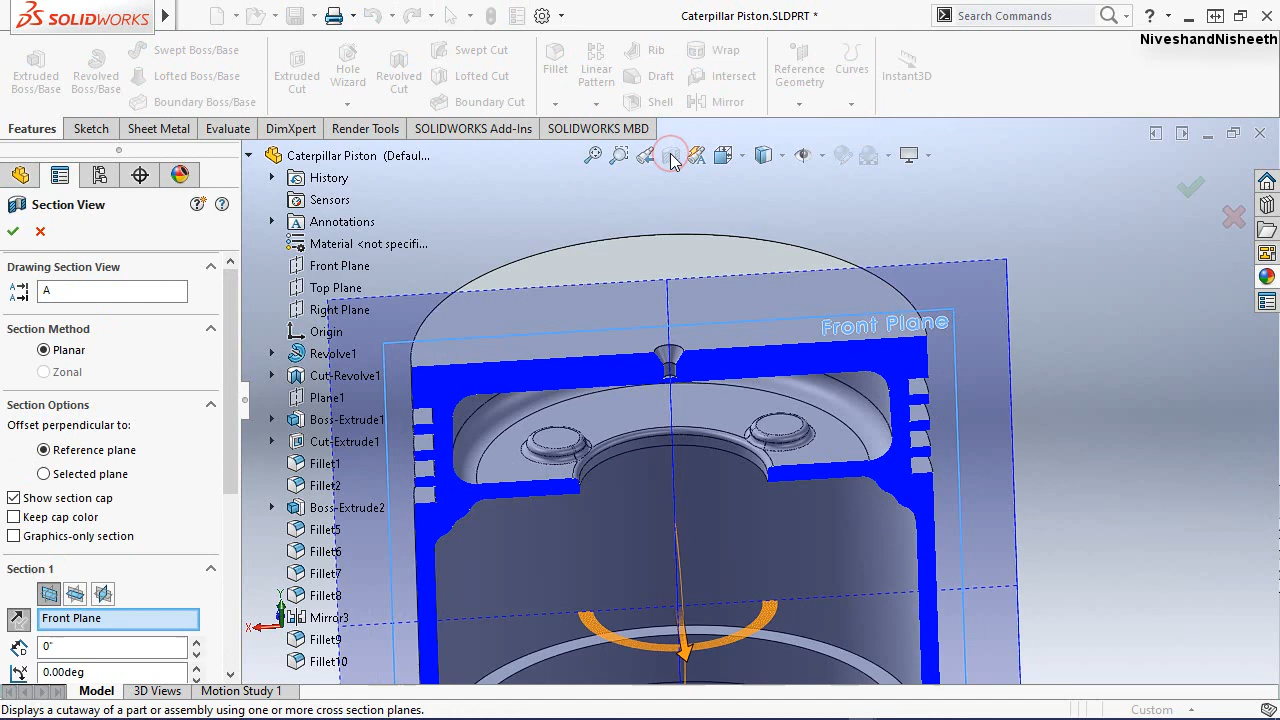 SOLIDWORKS
Caterpillar Piston.SLDPRT *
Search Commands
NiveshandNisheeth
Extruded Boss/Base
Revolved Boss/Base
Swept Boss/Base
Lofted Boss/Base
Boundary Boss/Base
Extruded Cut
Hole Wizard
Revolved Cut
Swept Cut
Lofted Cut
Boundary Cut
Fillet
Linear Pattern
Rib
Draft
Shell
Wrap
Intersect
Mirror
Reference Geometry
Curves
Instant3D
Features
Sketch
Sheet Metal
Evaluate
DimXpert
Render Tools
SOLIDWORKS Add-Ins
SOLIDWORKS MBD
Section View
Drawing Section View
A
Section Method
Planar
Zonal
Section Options
Offset perpendicular to:
Reference plane
Selected plane
Show section cap
Keep cap color
Graphics-only section
Section 1
Front Plane
0"
0.00deg
Caterpillar Piston (Defaul...
History
Sensors
Annotations
Material <not specifi...
Front Plane
Top Plane
Right Plane
Origin
Revolve1
Cut-Revolve1
Plane1
Boss-Extrude1
Cut-Extrude1
Fillet1
Fillet2
Boss-Extrude2
Fillet5
Fillet6
Fillet7
Fillet8
Mirror3
Fillet9
Fillet10
Front Plane
Y
X
Model
3D Views
Motion Study 1
Displays a cutaway of a part or assembly using one or more cross section planes.
Custom